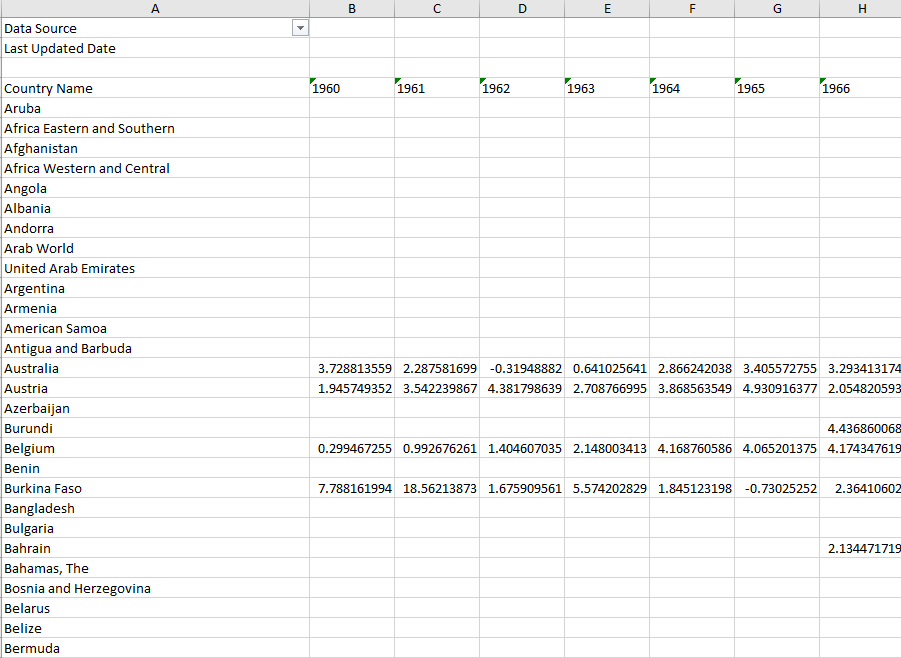 A B C D E F G H
Data Source
Last Updated Date
Country Name 1960 1961 1962 1963 1964 1965 1966
Aruba
Africa Eastern and Southern
Afghanistan
Africa Western and Central
Angola
Albania
Andorra
Arab World
United Arab Emirates
Argentina
Armenia
American Samoa
Antigua and Barbuda
Australia 3.728813559 2.287581699 -0.31948882 0.641025641 2.866242038 3.405572755 3.293413174
Austria 1.945749352 3.542239867 4.381798639 2.708766995 3.868563549 4.930916377 2.054820593
Azerbaijan
Burundi 4.436860068
Belgium 0.299467255 0.992676261 1.404607035 2.148003413 4.168760586 4.065201375 4.174347619
Benin
Burkina Faso 7.788161994 18.56213873 1.675909561 5.574202829 1.845123198 -0.73025252 2.36410602
Bangladesh
Bulgaria
Bahrain 2.134471719
Bahamas, The
Bosnia and Herzegovina
Belarus
Belize
Bermuda